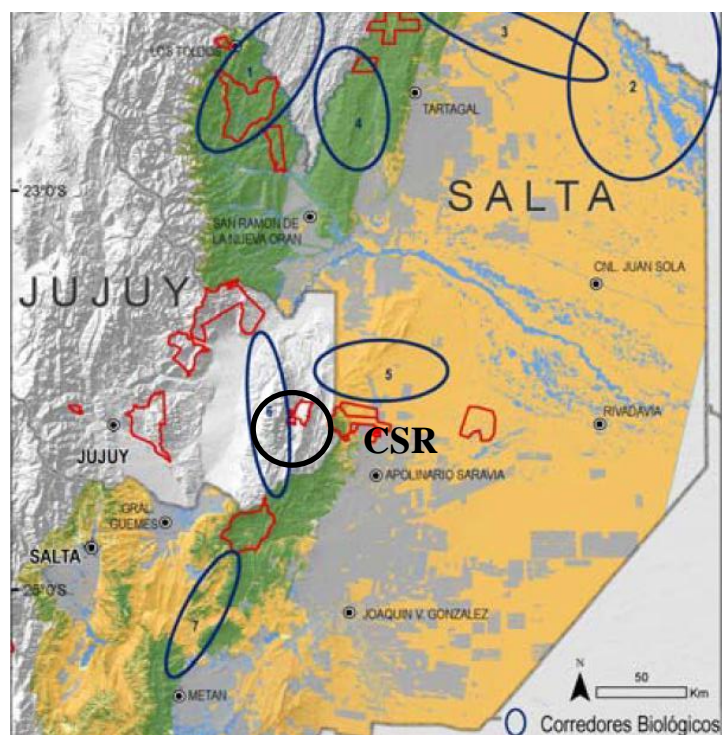 LOS TOLDOS
1
3
2
4
TARTAGAL
23°0'S
SALTA
SAN RAMON DE
LA NUEVA ORAN
CNL. JUAN SOLA
JUJUY
5
6
CSR
RIVADAVIA
JUJUY
APOLINARIO SARAVIA
GRAL.
GUEMES
SALTA
25°0'S
7
JOAQUIN V. GONZALEZ
METAN
N
50
Km
Corredores Biológicos